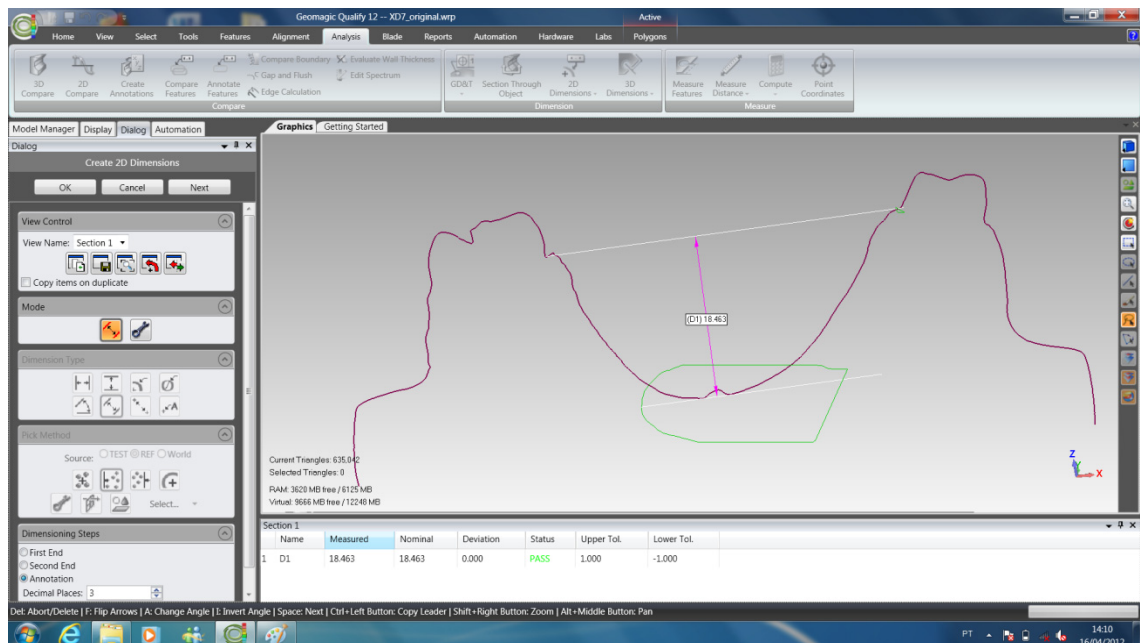 Geomagic Qualify 12 -- XD7_original.wrp
Active
Home View Select Tools Features Alignment Analysis Blade Reports Automation Hardware Labs Polygons
3D Compare
2D Compare
Create Annotations
Compare Features
Annotate Features
Compare Boundary
Evaluate Wall Thickness
Gap and Flush
Edit Spectrum
Edge Calculation
GD&T
Section Through Object
2D Dimensions
3D Dimensions
Measure Features
Measure Distance
Compute
Point Coordinates
Compare
Dimension
Measure
Model Manager Display Dialog Automation
Graphics Getting Started
Dialog
Create 2D Dimensions
OK Cancel Next
View Control
View Name: Section 1
Copy items on duplicate
Mode
Dimension Type
Pick Method
Source: TEST REF World
Select...
Dimensioning Steps
First End
Second End
Annotation
Decimal Places: 3
(D1) 18.463
Current Triangles: 635,042
Selected Triangles: 0
RAM: 3620 MB free / 6125 MB
Virtual: 9666 MB free / 12248 MB
Z
X
Section 1
Name Measured Nominal Deviation Status Upper Tol. Lower Tol.
1 D1 18.463 18.463 0.000 PASS 1.000 -1.000
Del: Abort/Delete | F: Flip Arrows | A: Change Angle | I: Invert Angle | Space: Next | Ctrl+Left Button: Copy Leader | Shift+Right Button: Zoom | Alt+Middle Button: Pan
PT
14:10
16/04/2012